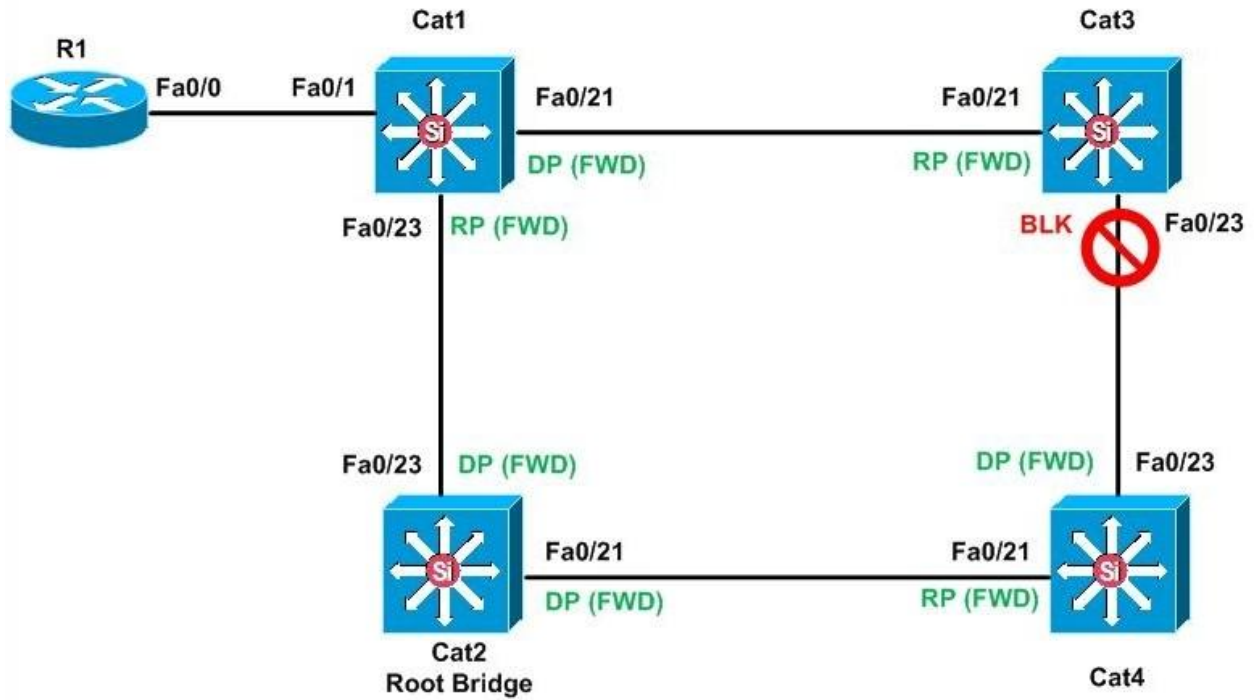 Cat1
Cat3
R1
Fa0/0
Fa0/1
Si
Fa0/21
Fa0/21
Si
DP (FWD)
RP (FWD)
Fa0/23
RP (FWD)
BLK
Fa0/23
Fa0/23
DP (FWD)
DP (FWD)
Fa0/23
Si
Fa0/21
Fa0/21
Si
DP (FWD)
RP (FWD)
Cat2
Root Bridge
Cat4